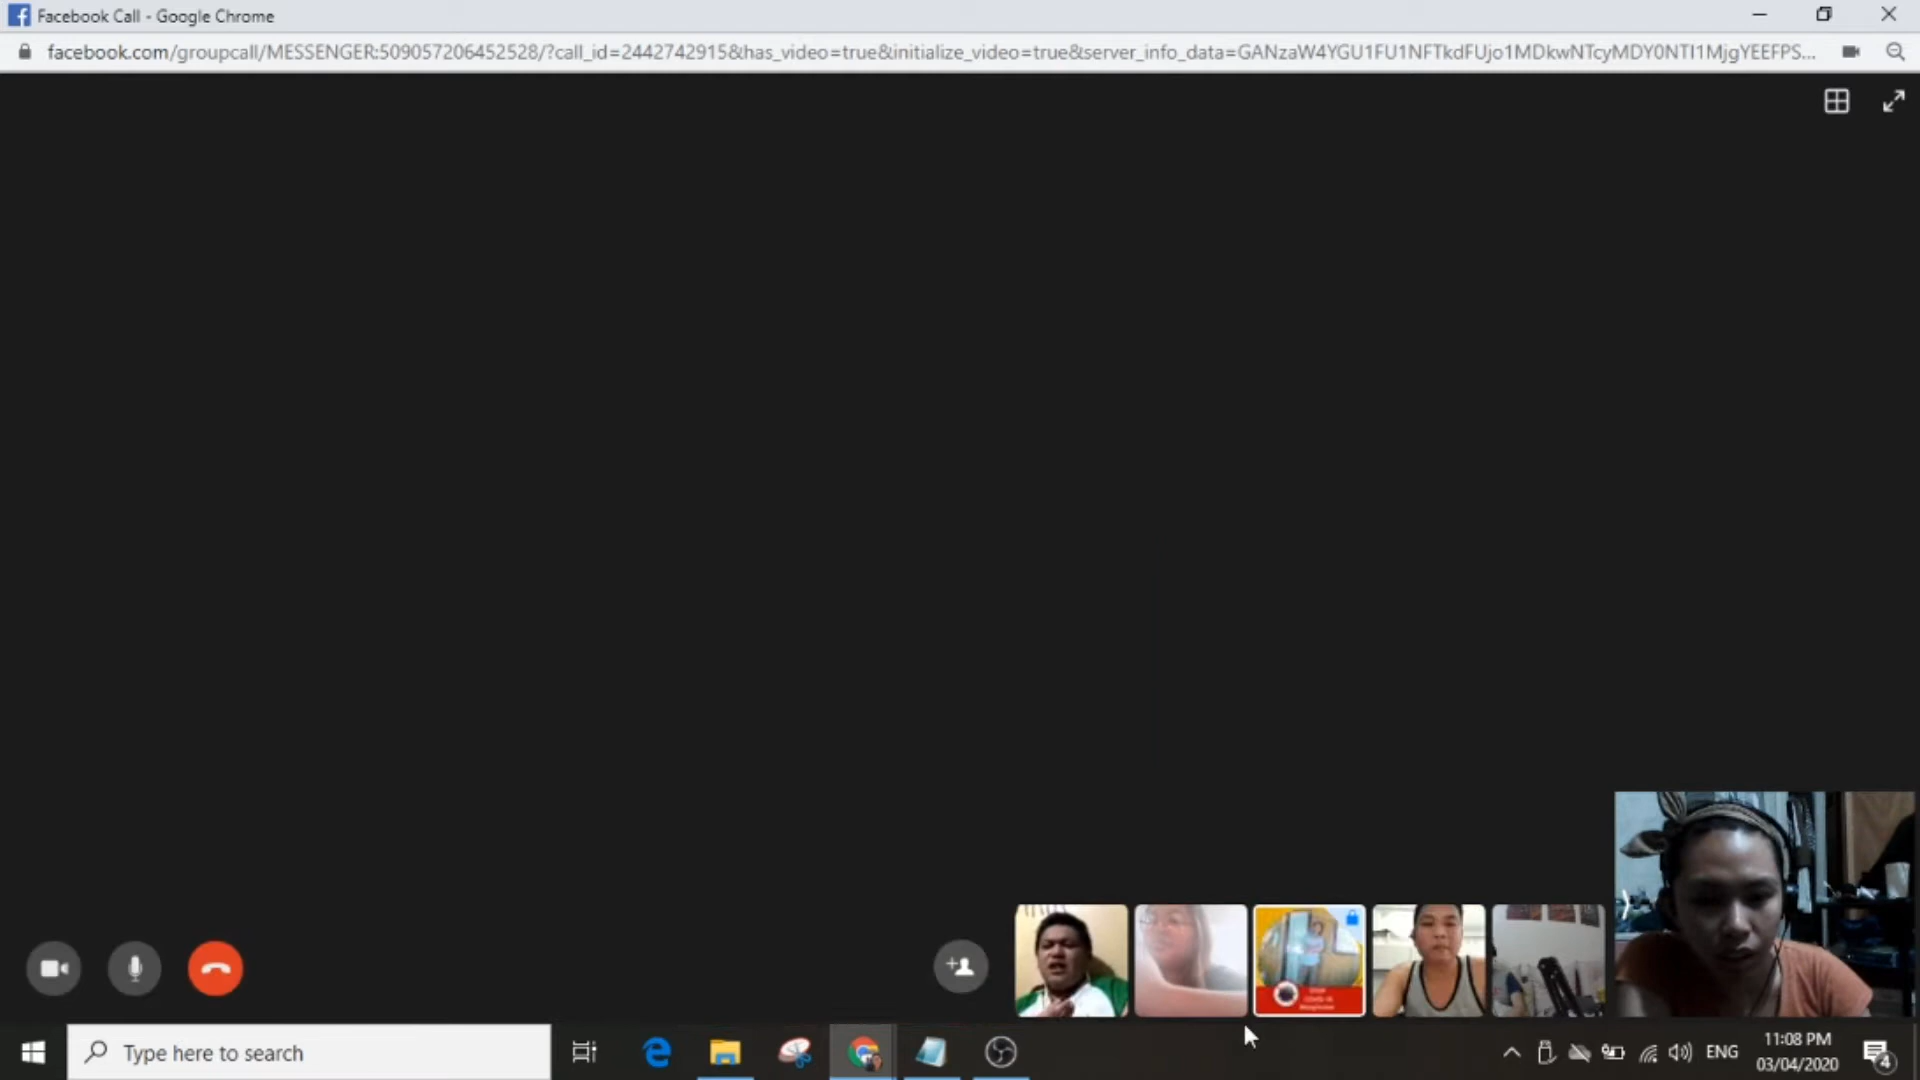 Facebook Call - Google Chrome
facebook.com/groupcall/MESSENGER:509057206452528/?call_id=2442742915&has_video=true&initialize_video=true&server_info_data=GANzaW4YGU1FU1NFTkdFUjo1MDkwNTcyMDY0NTI1MjgYEEFPS...
Type here to search
ENG
11:08 PM
03/04/2020
4